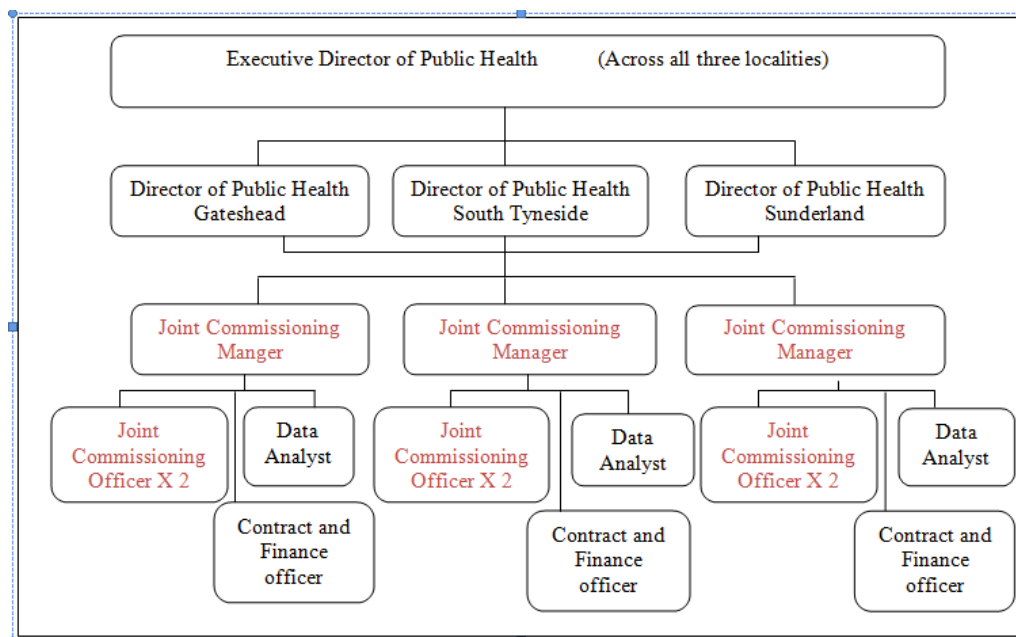 Executive Director of Public Health (Across all three localities)
Director of Public Health
Gateshead
Director of Public Health
South Tyneside
Director of Public Health
Sunderland
Joint Commissioning
Manger
Joint Commissioning
Manager
Joint Commissioning
Manager
Joint
Commissioning
Officer X 2
Data
Analyst
Contract and
Finance
officer
Joint
Commissioning
Officer X 2
Data
Analyst
Contract and
Finance
officer
Joint
Commissioning
Officer X 2
Data
Analyst
Contract and
Finance
officer